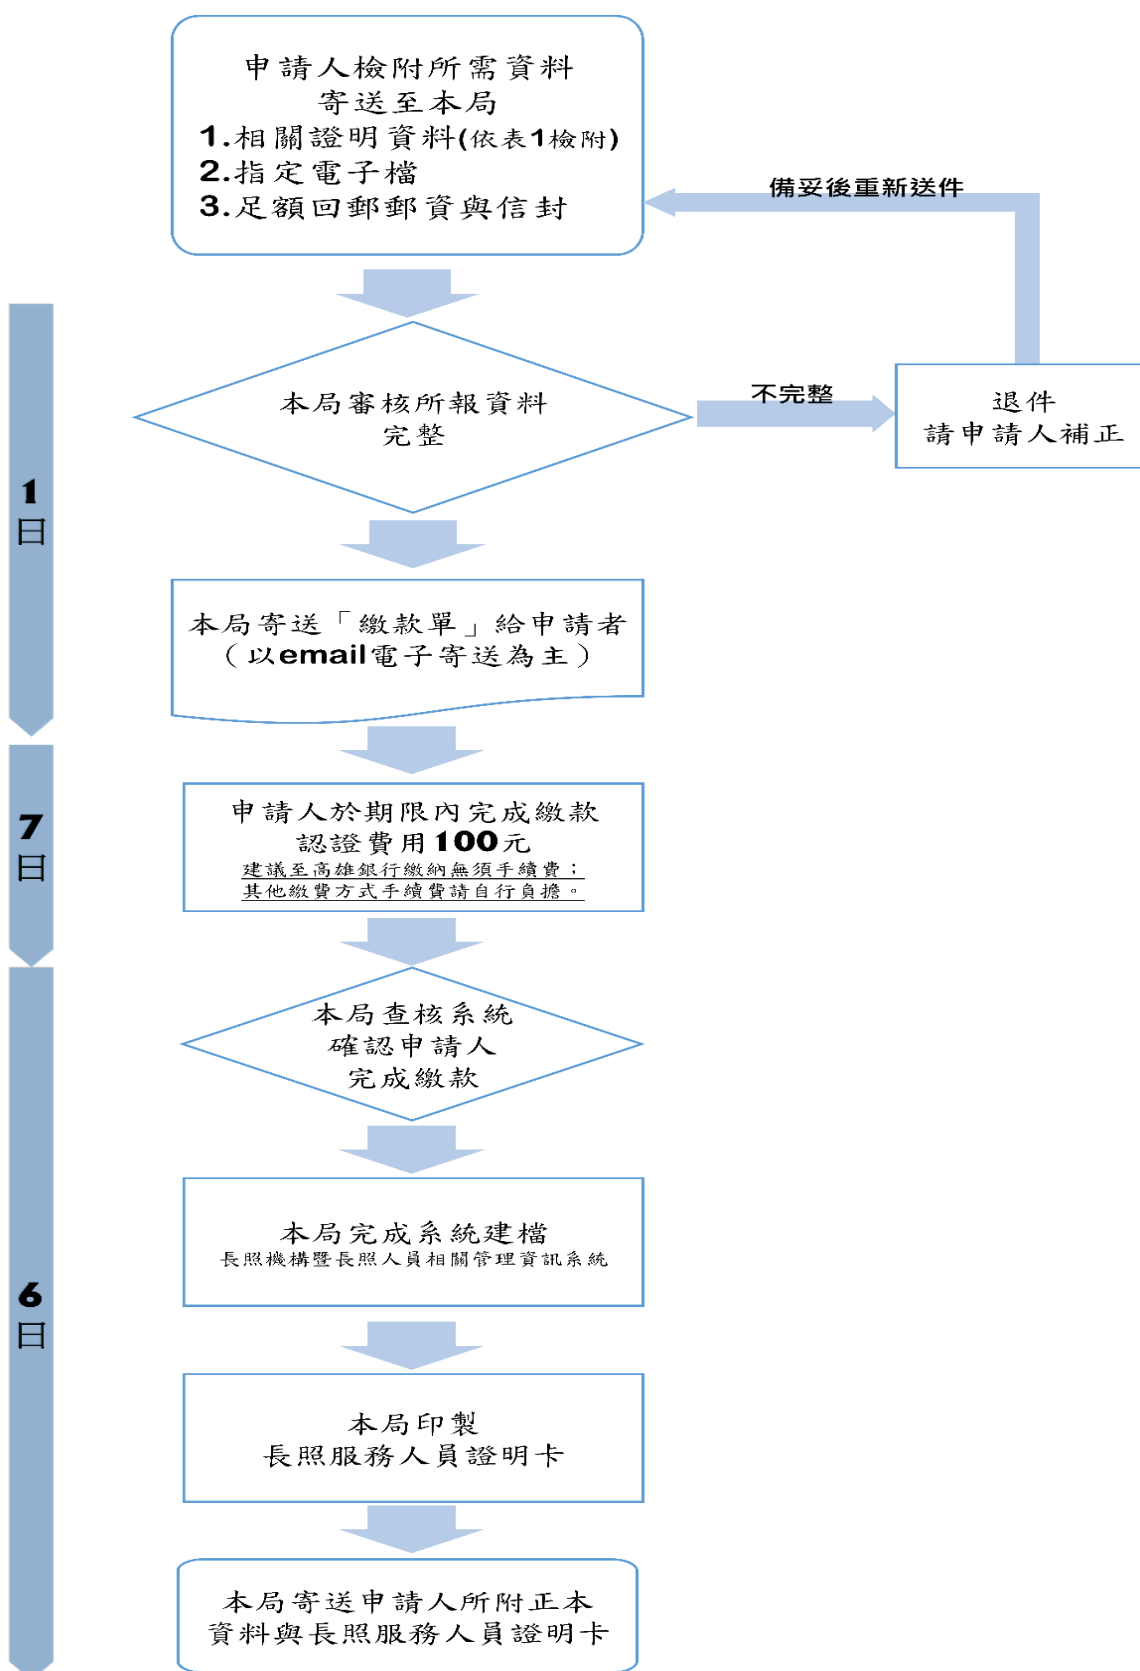 申請人檢附所需資料
寄送至本局
1.相關證明資料(依表1檢附)
2.指定電子檔
3.足額回郵郵資與信封
備妥後重新送件
本局審核所報資料
完整
不完整
退件
請申請人補正
1
日
本局寄送「繳款單」給申請者
（以email電子寄送為主）
7
日
申請人於期限內完成繳款
認證費用100元
建議至高雄銀行繳納無須手續費；
其他繳費方式手續費請自行負擔。
本局查核系統
確認申請人
完成繳款
本局完成系統建檔
長照機構暨長照人員相關管理資訊系統
6
日
本局印製
長照服務人員證明卡
本局寄送申請人所附正本
資料與長照服務人員證明卡